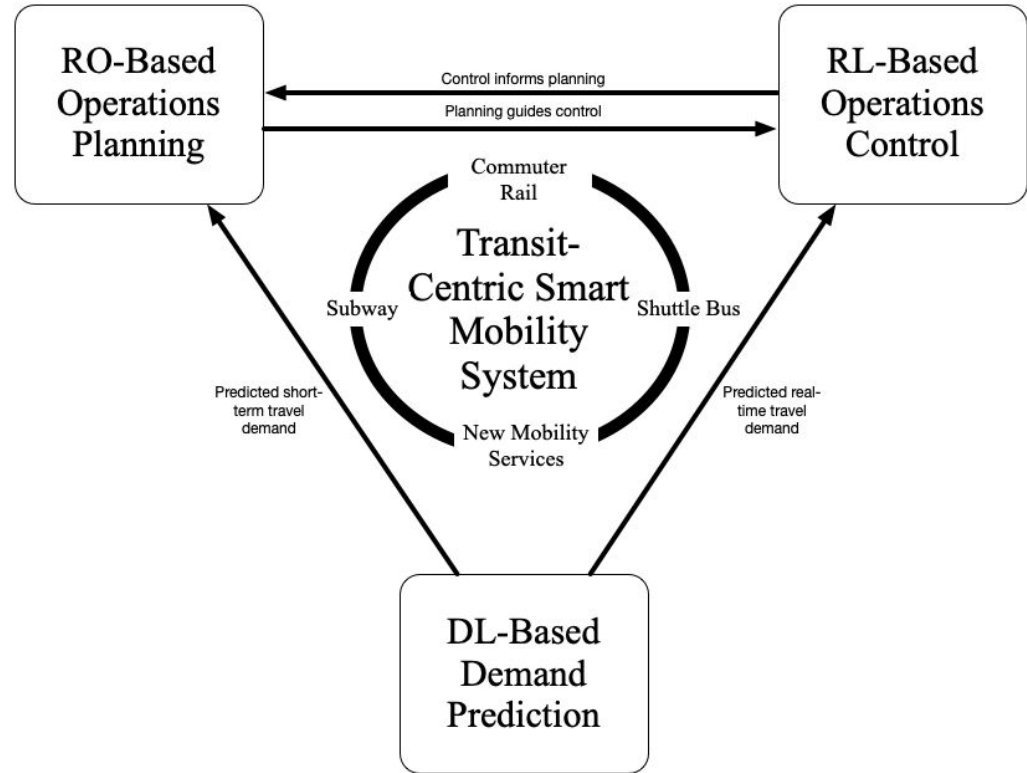 RO-Based
Operations
Planning
Control informs planning
Planning guides control
RL-Based
Operations
Control
Commuter
Rail
Transit-
Centric Smart
Mobility
System
Subway
Shuttle Bus
New Mobility
Services
Predicted short-
term travel
demand
Predicted real-
time travel
demand
DL-Based
Demand
Prediction